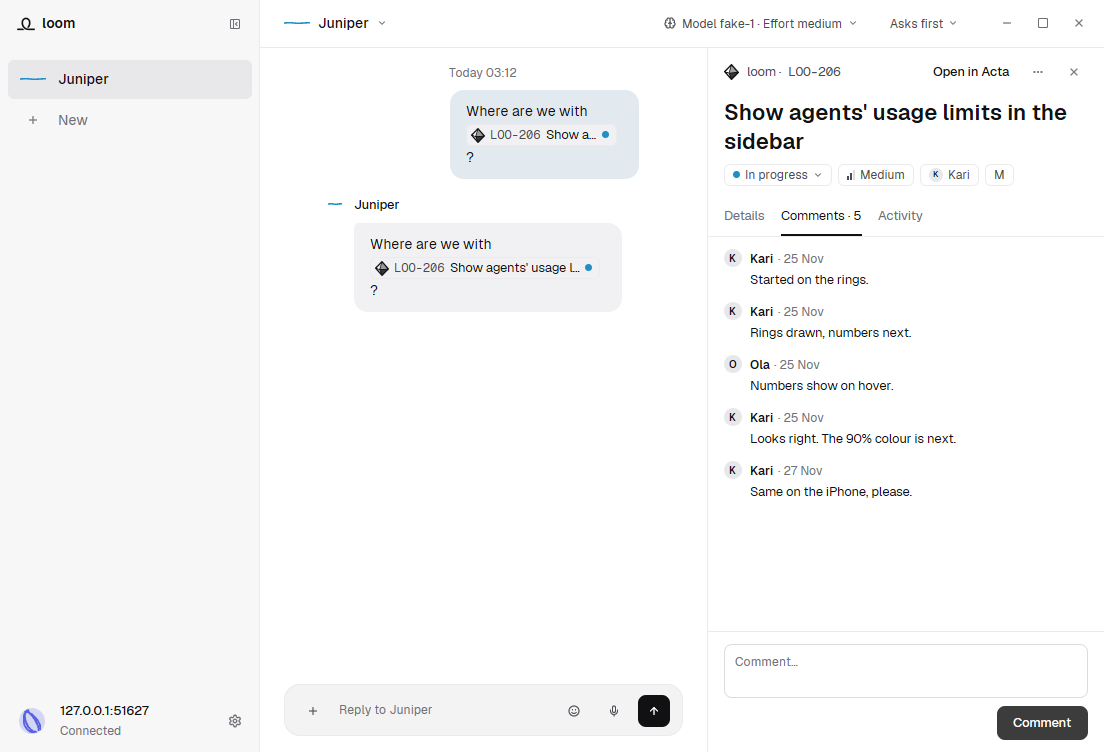 loom
Juniper
New
127.0.0.1:51627
Connected
Juniper
Model fake-1 · Effort medium
Asks first
Today 03:12
Where are we with
LOO-206 Show a…
?
Juniper
Where are we with
LOO-206 Show agents' usage l…
?
Reply to Juniper
loom · LOO-206
Open in Acta
Show agents' usage limits in the
sidebar
In progress
Medium
K Kari
M
Details
Comments · 5
Activity
K Kari · 25 Nov
Started on the rings.
K Kari · 25 Nov
Rings drawn, numbers next.
O Ola · 25 Nov
Numbers show on hover.
K Kari · 25 Nov
Looks right. The 90% colour is next.
K Kari · 27 Nov
Same on the iPhone, please.
Comment…
Comment